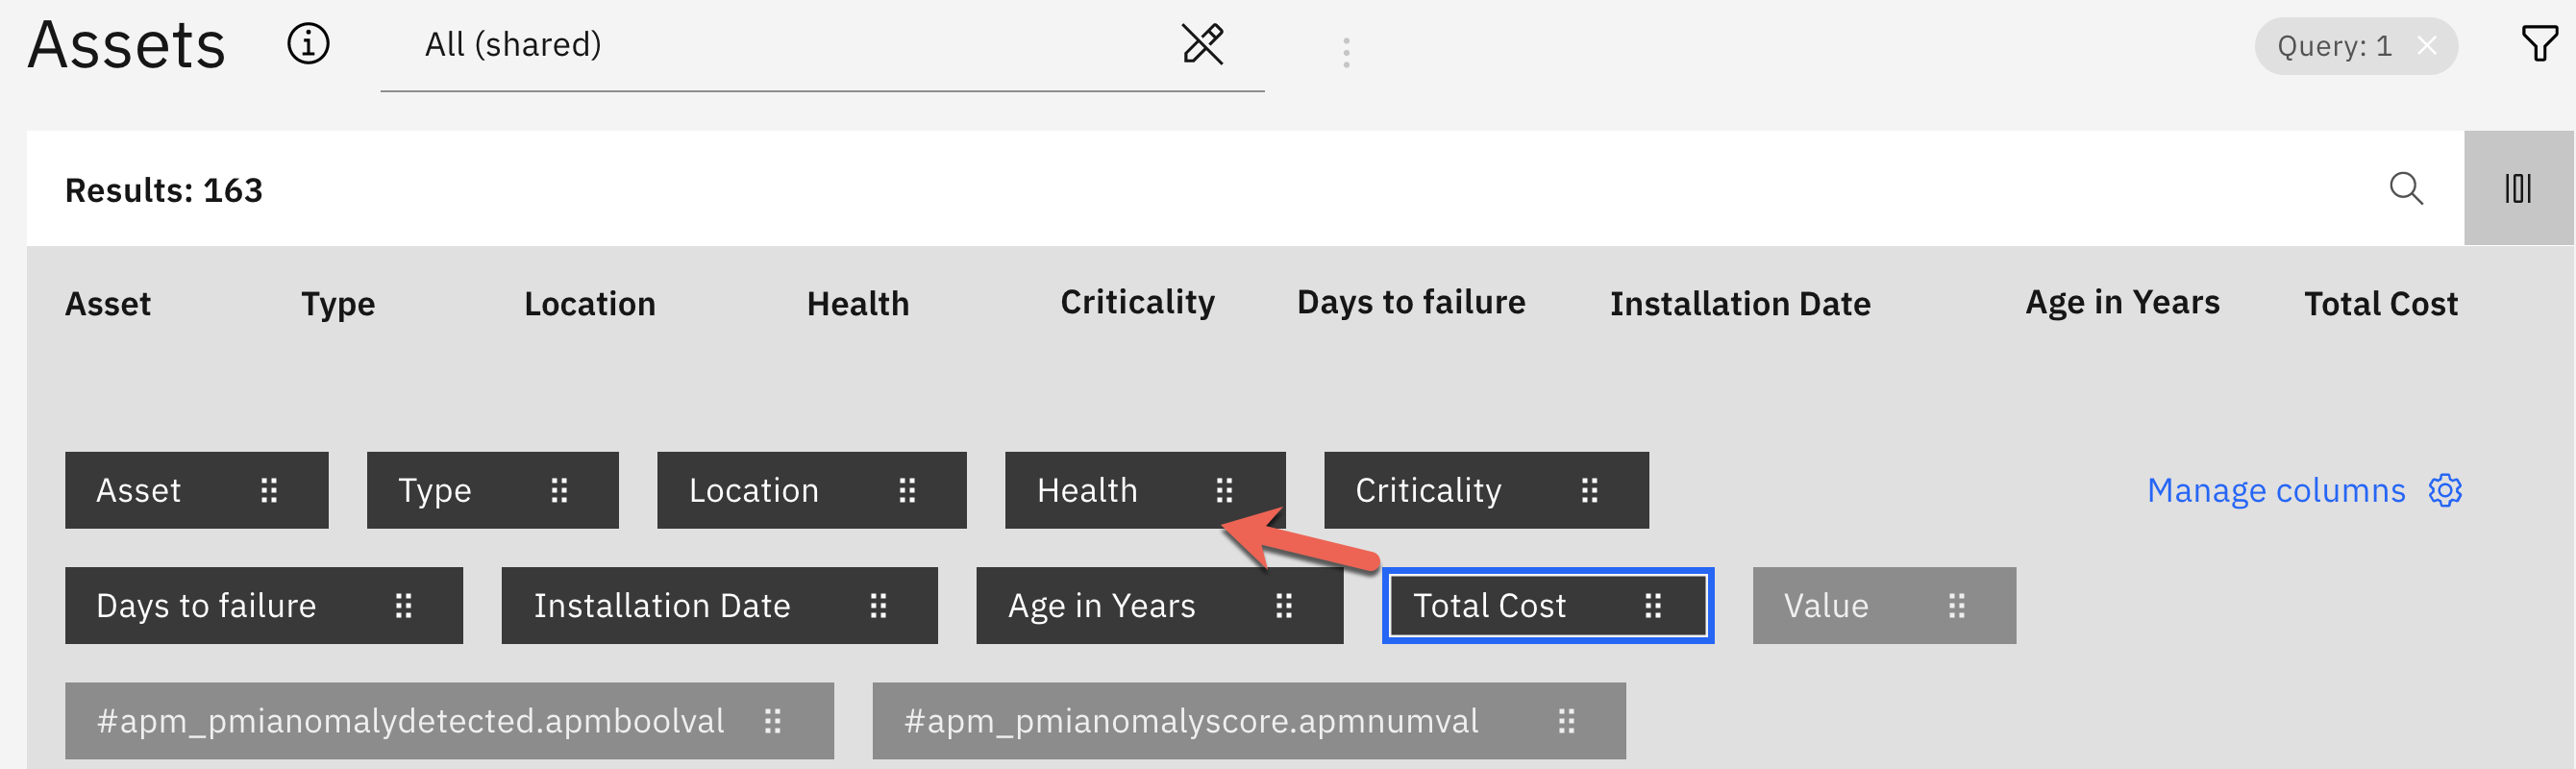 Assets All (shared) Query: 1
Results: 163
Asset Type Location Health Criticality Days to failure Installation Date Age in Years Total Cost
Asset Type Location Health Criticality Manage columns
Days to failure Installation Date Age in Years Total Cost Value
#apm_pmianomalydetected.apmboolval #apm_pmianomalyscore.apmnumval